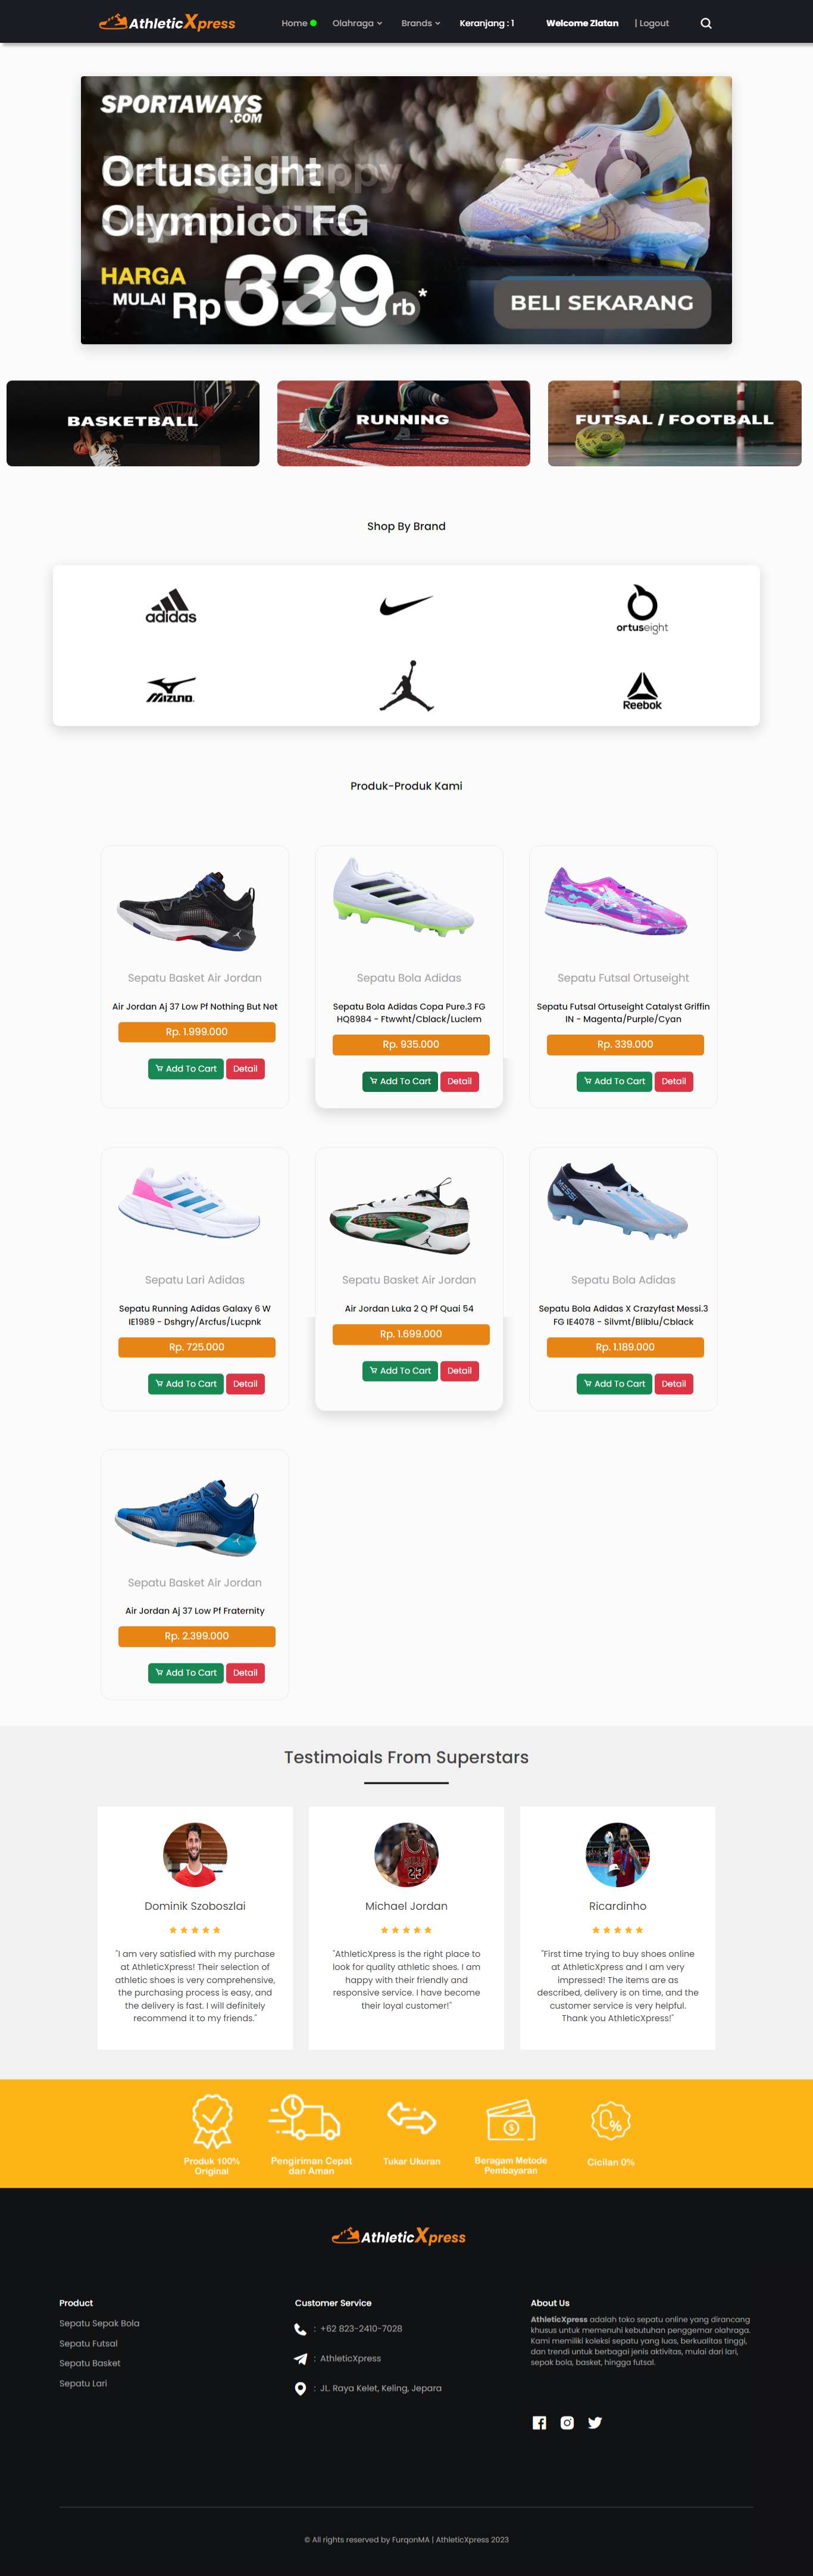 AthleticXpress
Home
Olahraga
Brands
Keranjang : 1
Welcome Zlatan
| Logout
SPORTAWAYS
.COM
Ortuseight
Olympico FG
HARGA
MULAI Rp 339 rb*
BELI SEKARANG
BASKETBALL
RUNNING
FUTSAL / FOOTBALL
Shop By Brand
adidas
ortuseight
MIZUNO
Reebok
Produk-Produk Kami
Sepatu Basket Air Jordan
Air Jordan Aj 37 Low Pf Nothing But Net
Rp. 1.999.000
Add To Cart
Detail
Sepatu Bola Adidas
Sepatu Bola Adidas Copa Pure.3 FG
HQ8984 - Ftwwht/Cblack/Luclem
Rp. 935.000
Add To Cart
Detail
Sepatu Futsal Ortuseight
Sepatu Futsal Ortuseight Catalyst Griffin
IN - Magenta/Purple/Cyan
Rp. 339.000
Add To Cart
Detail
Sepatu Lari Adidas
Sepatu Running Adidas Galaxy 6 W
IE1989 - Dshgry/Arcfus/Lucpnk
Rp. 725.000
Add To Cart
Detail
Sepatu Basket Air Jordan
Air Jordan Luka 2 Q Pf Quai 54
Rp. 1.699.000
Add To Cart
Detail
MESSI
Sepatu Bola Adidas
Sepatu Bola Adidas X Crazyfast Messi.3
FG IE4078 - Silvmt/Bliblu/Cblack
Rp. 1.189.000
Add To Cart
Detail
Sepatu Basket Air Jordan
Air Jordan Aj 37 Low Pf Fraternity
Rp. 2.399.000
Add To Cart
Detail
Testimoials From Superstars
Dominik Szoboszlai
"I am very satisfied with my purchase
at AthleticXpress! Their selection of
athletic shoes is very comprehensive,
the purchasing process is easy, and
the delivery is fast. I will definitely
recommend it to my friends."
23
Michael Jordan
"AthleticXpress is the right place to
look for quality athletic shoes. I am
happy with their friendly and
responsive service. I have become
their loyal customer!"
Ricardinho
"First time trying to buy shoes online
at AthleticXpress and I am very
impressed! The items are as
described, delivery is on time, and the
customer service is very helpful.
Thank you AthleticXpress!"
Produk 100%
Original
Pengiriman Cepat
dan Aman
Tukar Ukuran
Beragam Metode
Pembayaran
Cicilan 0%
AthleticXpress
Product
Sepatu Sepak Bola
Sepatu Futsal
Sepatu Basket
Sepatu Lari
Customer Service
: +62 823-2410-7028
: AthleticXpress
: JL. Raya Kelet, Keling, Jepara
About Us
AthleticXpress adalah toko sepatu online yang dirancang
khusus untuk memenuhi kebutuhan penggemar olahraga.
Kami memiliki koleksi sepatu yang luas, berkualitas tinggi,
dan trendi untuk berbagai jenis aktivitas, mulai dari lari,
sepak bola, basket, hingga futsal.
© All rights reserved by FurqonMA | AthleticXpress 2023